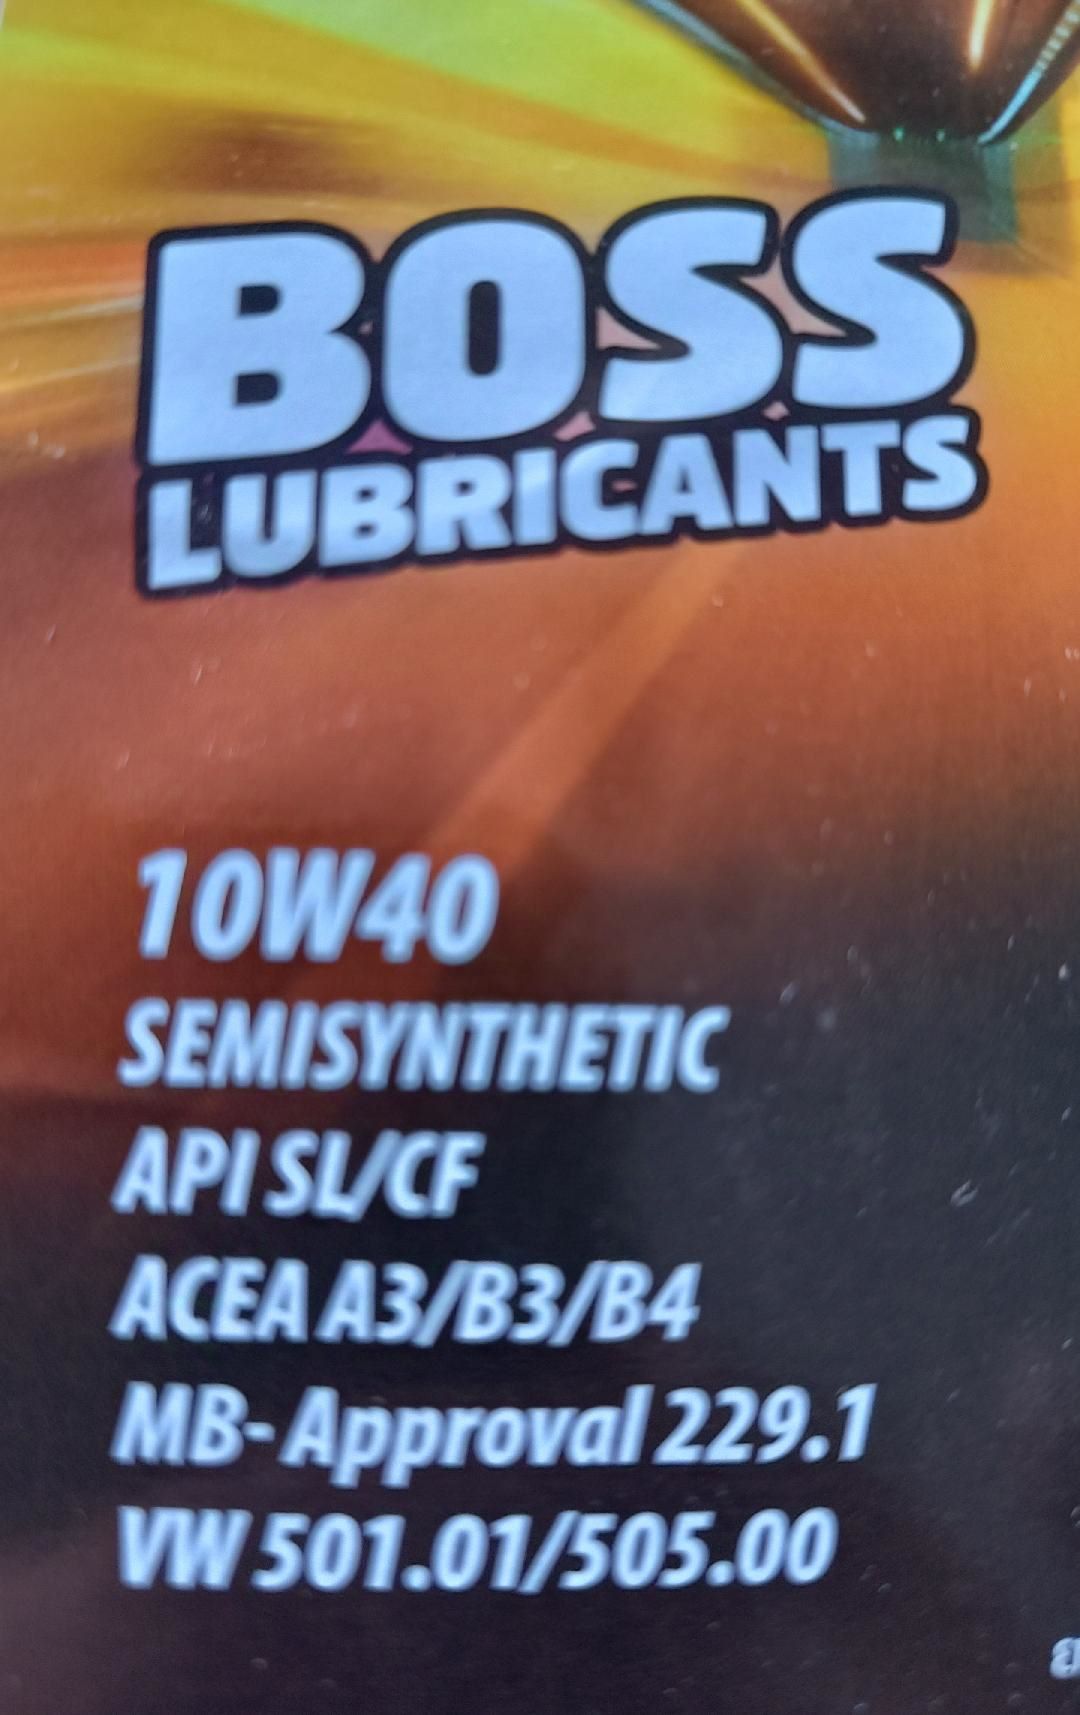 BOSS
LUBRICANTS
10W40
SEMISYNTHETIC
API SL/CF
ACEA A3/B3/B4
MB- Approval 229.1
VW 501.01/505.00